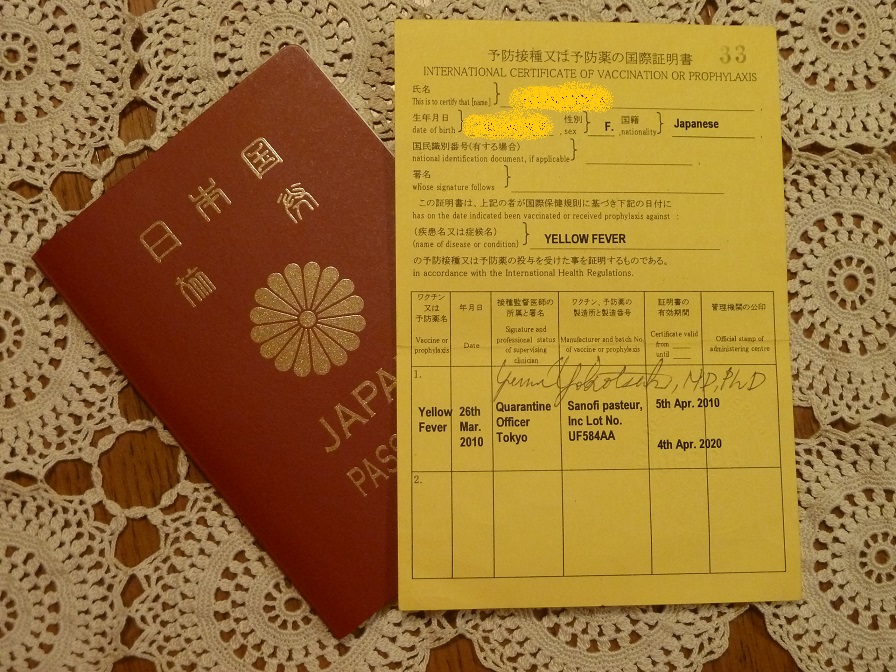 日本国
旅券
JAPAN
PASS
予防接種又は予防薬の国際証明書 33
INTERNATIONAL CERTIFICATE OF VACCINATION OR PROPHYLAXIS
氏名
This is to certify that [name]
生年月日 性別 国籍
date of birth , sex F. , nationality Japanese
国民識別番号(有する場合)
national identification document, if applicable
署名
whose signature follows
この証明書は、上記の者が国際保健規則に基づき下記の日付に
has on the date indicated been vaccinated or received prophylaxis against :
(疾患名又は症候名)
(name of disease or condition) YELLOW FEVER
の予防接種又は予防薬の投与を受けた事を証明するものである。
in accordance with the International Health Regulations.
ワクチン
又は
予防薬名
Vaccine or
prophylaxis
年月日
Date
接種監督医師の
所属と署名
Signature and
professional status
of supervising
clinician
ワクチン、予防薬の
製造所と製造番号
Manufacturer and batch No.
of vaccine or prophylaxis
証明書の
有効期間
Certificate valid
from
until
管理機関の公印
Official stamp of
administering centre
1.
Yellow
Fever
26th
Mar.
2010
, MD, PhD
Quarantine
Officer
Tokyo
Sanofi pasteur,
Inc Lot No.
UF584AA
5th Apr. 2010
4th Apr. 2020
2.